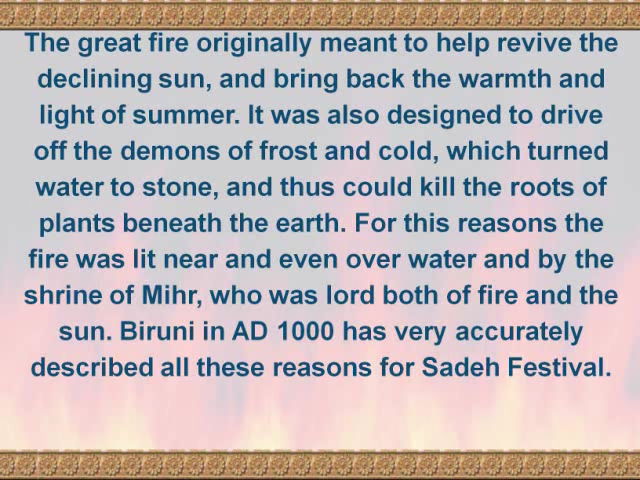 The great fire originally meant to help revive the
declining sun, and bring back the warmth and
light of summer. It was also designed to drive
off the demons of frost and cold, which turned
water to stone, and thus could kill the roots of
plants beneath the earth. For this reasons the
fire was lit near and even over water and by the
shrine of Mihr, who was lord both of fire and the
sun. Biruni in AD 1000 has very accurately
described all these reasons for Sadeh Festival.